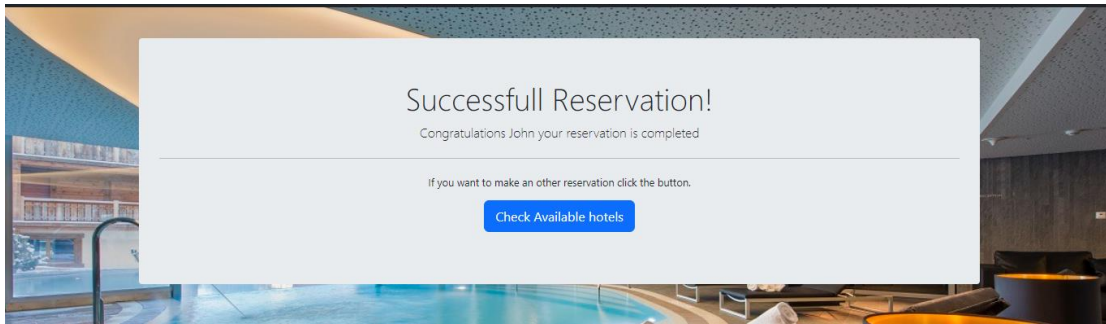 Successfull Reservation!
Congratulations John your reservation is completed
If you want to make an other reservation click the button.
Check Available hotels